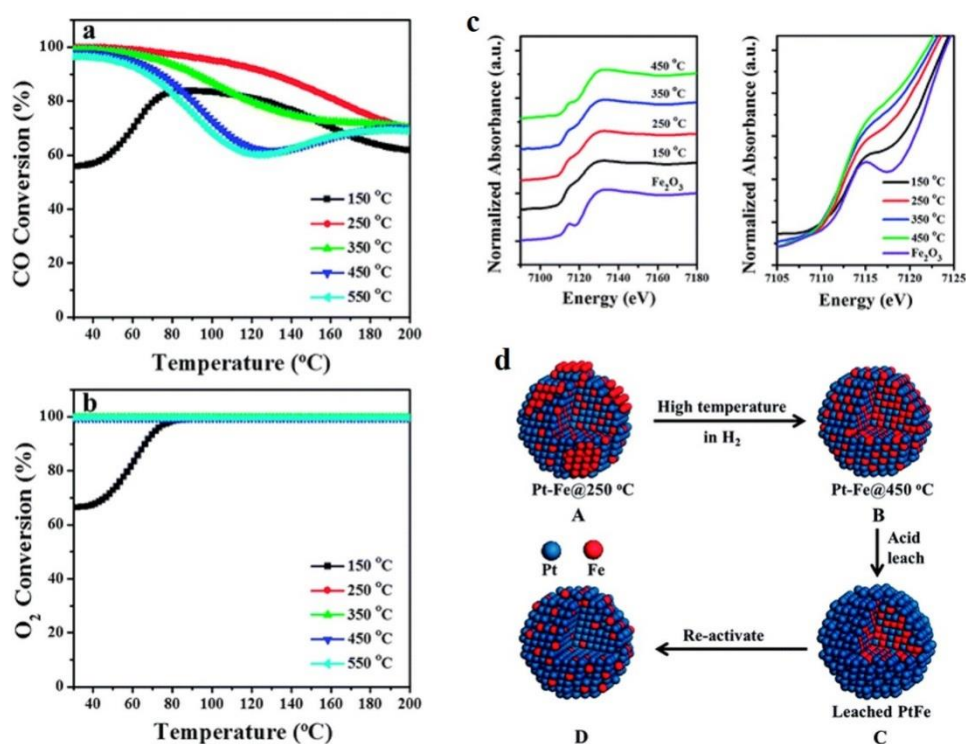 a
CO Conversion (%)
100
80
60
40
20
0
150 °C
250 °C
350 °C
450 °C
550 °C
40 60 80 100 120 140 160 180 200
Temperature (°C)
b
O₂ Conversion (%)
100
80
60
40
20
0
150 °C
250 °C
350 °C
450 °C
550 °C
40 60 80 100 120 140 160 180 200
Temperature (°C)
c
Normalized Absorbance (a.u.)
450 °C
350 °C
250 °C
150 °C
Fe₂O₃
7100 7120 7140 7160 7180
Energy (eV)
Normalized Absorbance (a.u.)
150 °C
250 °C
350 °C
450 °C
Fe₂O₃
7105 7110 7115 7120 7125
Energy (eV)
d
High temperature
in H₂
Pt-Fe@250 °C
A
Pt-Fe@450 °C
B
Acid
leach
Pt
Fe
Re-activate
Leached PtFe
D
C